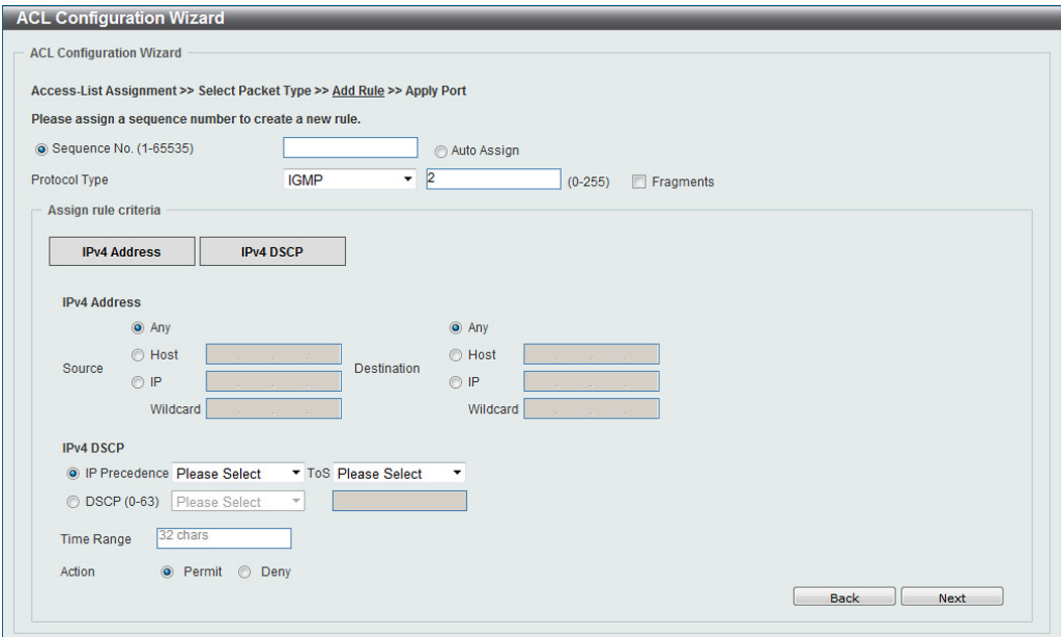 ACL Configuration Wizard
ACL Configuration Wizard
Access-List Assignment >> Select Packet Type >> Add Rule >> Apply Port
Please assign a sequence number to create a new rule.
Sequence No. (1-65535) Auto Assign
Protocol Type IGMP 2 (0-255) Fragments
Assign rule criteria
IPv4 Address IPv4 DSCP
IPv4 Address
Any Any
Host Host
Source Destination
IP IP
Wildcard Wildcard
IPv4 DSCP
IP Precedence Please Select ToS Please Select
DSCP (0-63) Please Select
Time Range 32 chars
Action Permit Deny
Back Next